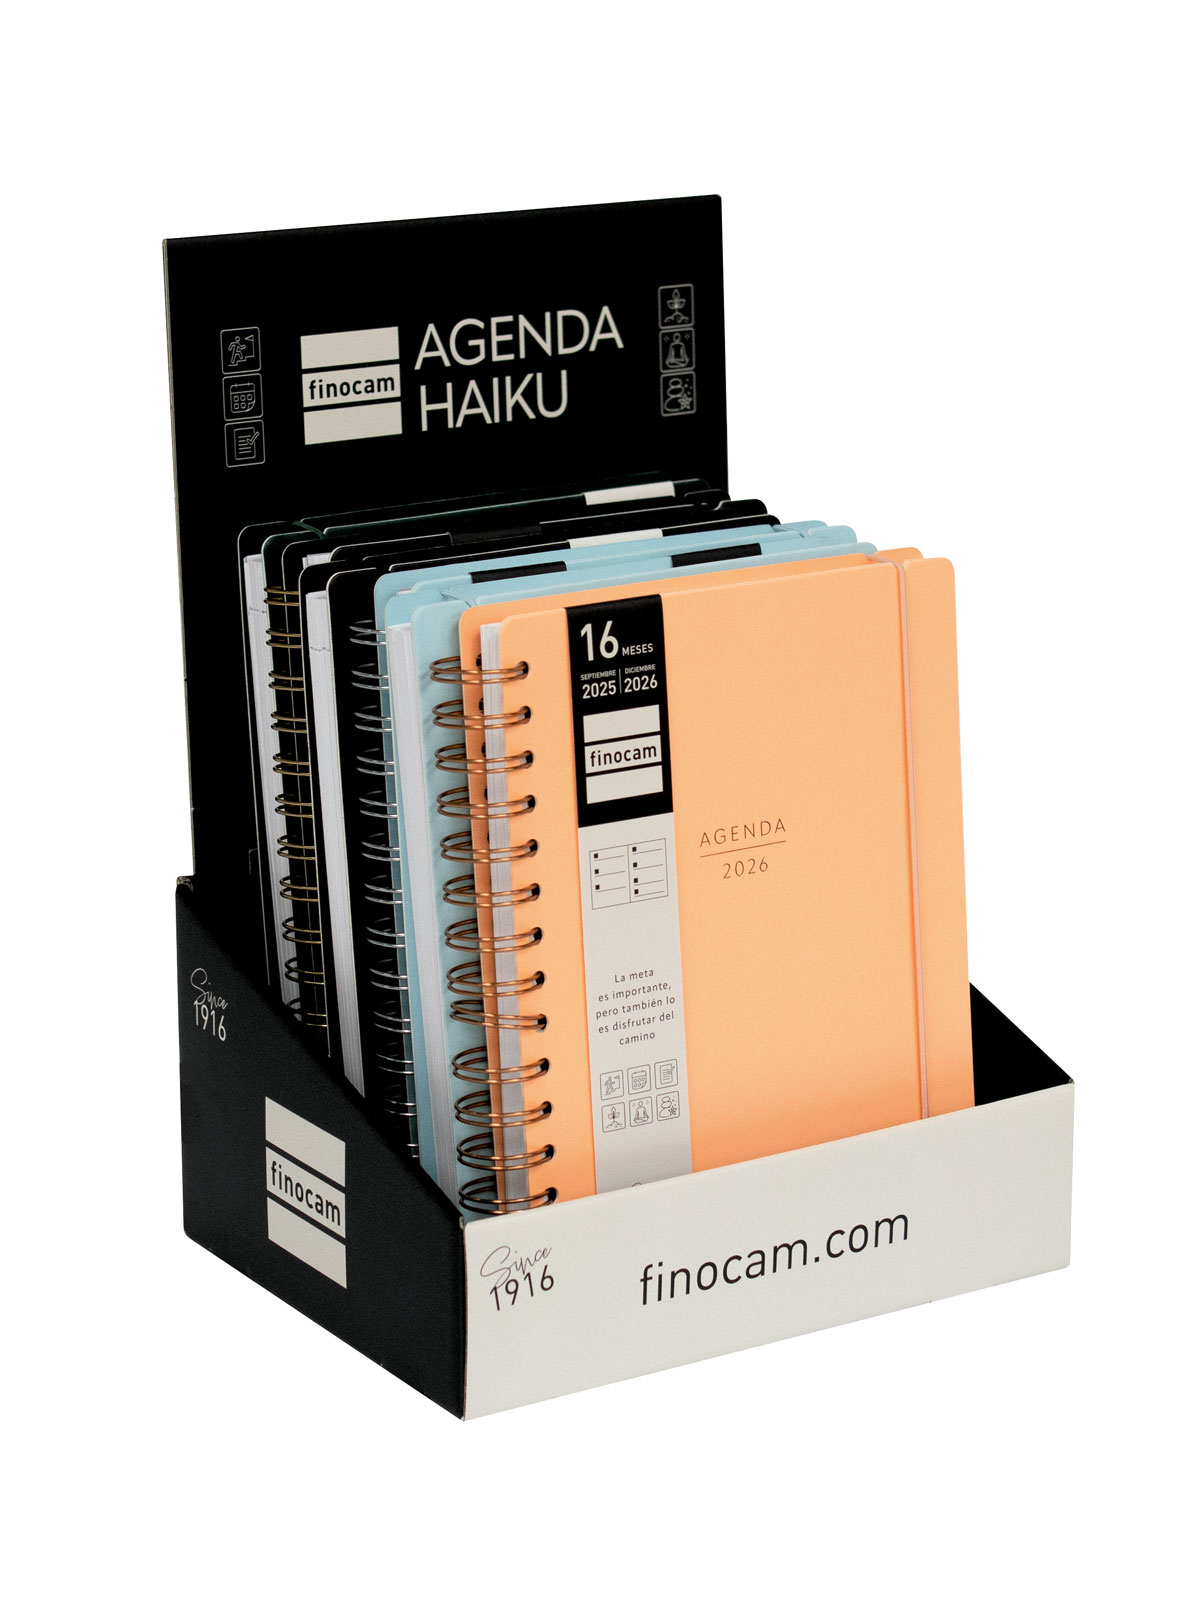 finocam
AGENDA
HAIKU
16 MESES
SEPTIEMBRE
2025
DICIEMBRE
2026
finocam
AGENDA
2026
La meta
es importante,
pero también lo
es disfrutar del
camino
Since
1916
finocam
Since
1916
finocam.com